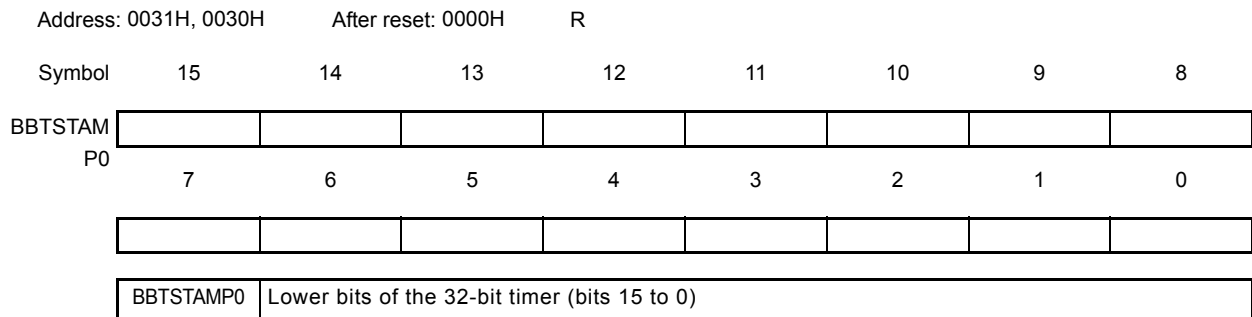 Address: 0031H, 0030H After reset: 0000H R
Symbol 15 14 13 12 11 10 9 8
BBTSTAM
P0
7 6 5 4 3 2 1 0
BBTSTAMP0 Lower bits of the 32-bit timer (bits 15 to 0)